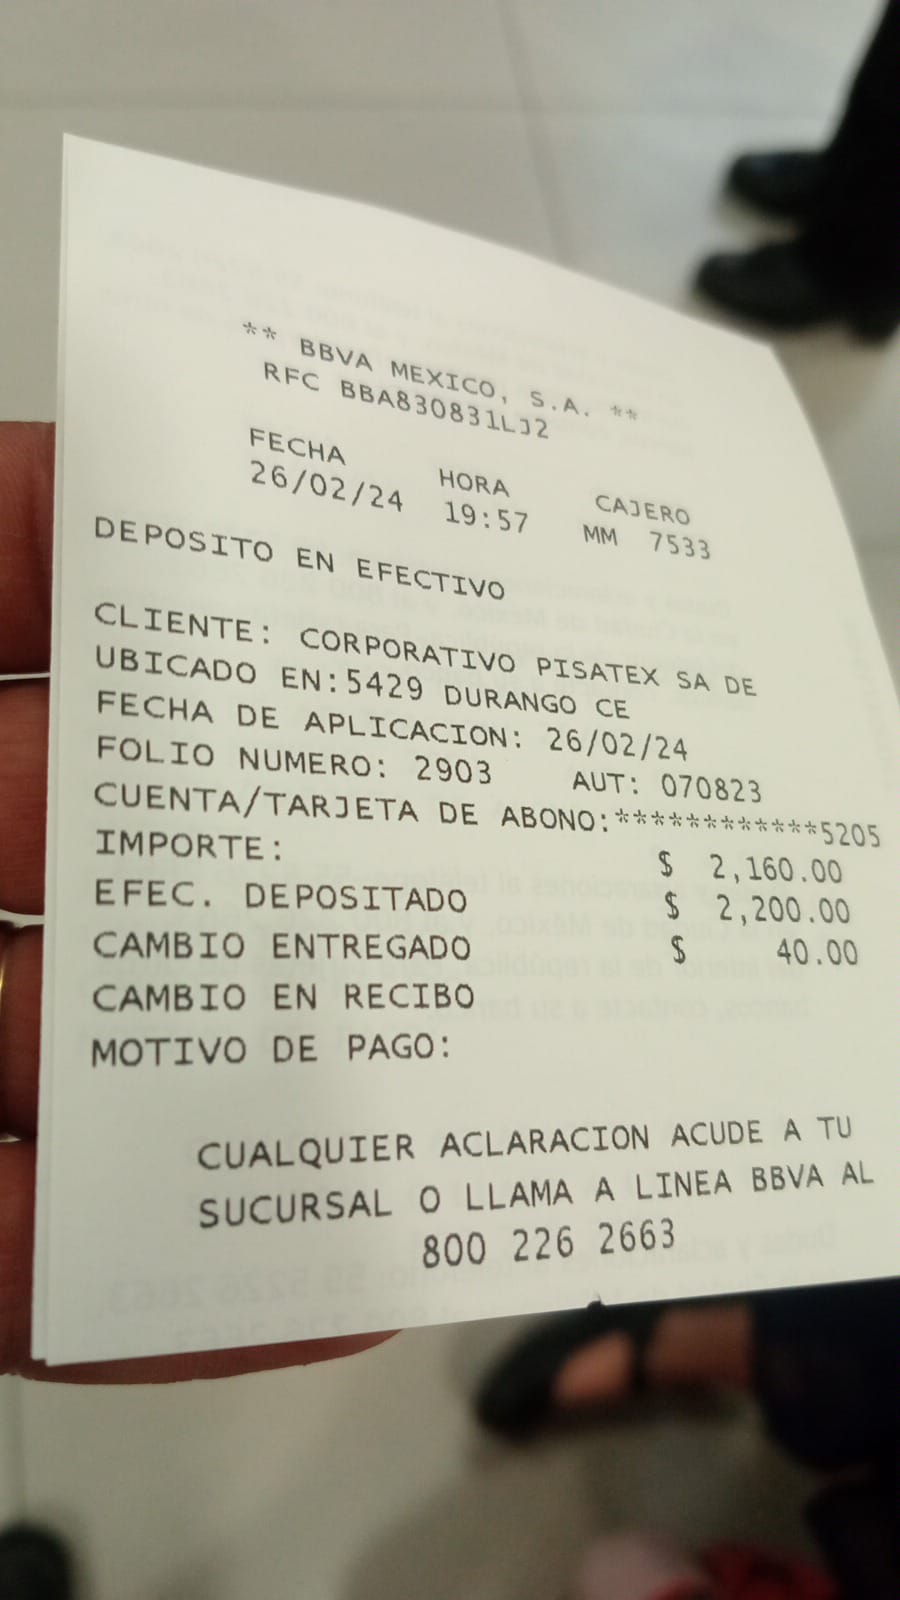 ** BBVA MEXICO, S.A. **
RFC BBA830831LJ2
FECHA HORA CAJERO
26/02/24 19:57 MM 7533
DEPOSITO EN EFECTIVO
CLIENTE: CORPORATIVO PISATEX SA DE
UBICADO EN:5429 DURANGO CE
FECHA DE APLICACION: 26/02/24
FOLIO NUMERO: 2903 AUT: 070823
CUENTA/TARJETA DE ABONO:************5205
IMPORTE: $ 2,160.00
EFEC. DEPOSITADO $ 2,200.00
CAMBIO ENTREGADO $ 40.00
CAMBIO EN RECIBO
MOTIVO DE PAGO:
CUALQUIER ACLARACION ACUDE A TU
SUCURSAL O LLAMA A LINEA BBVA AL
800 226 2663